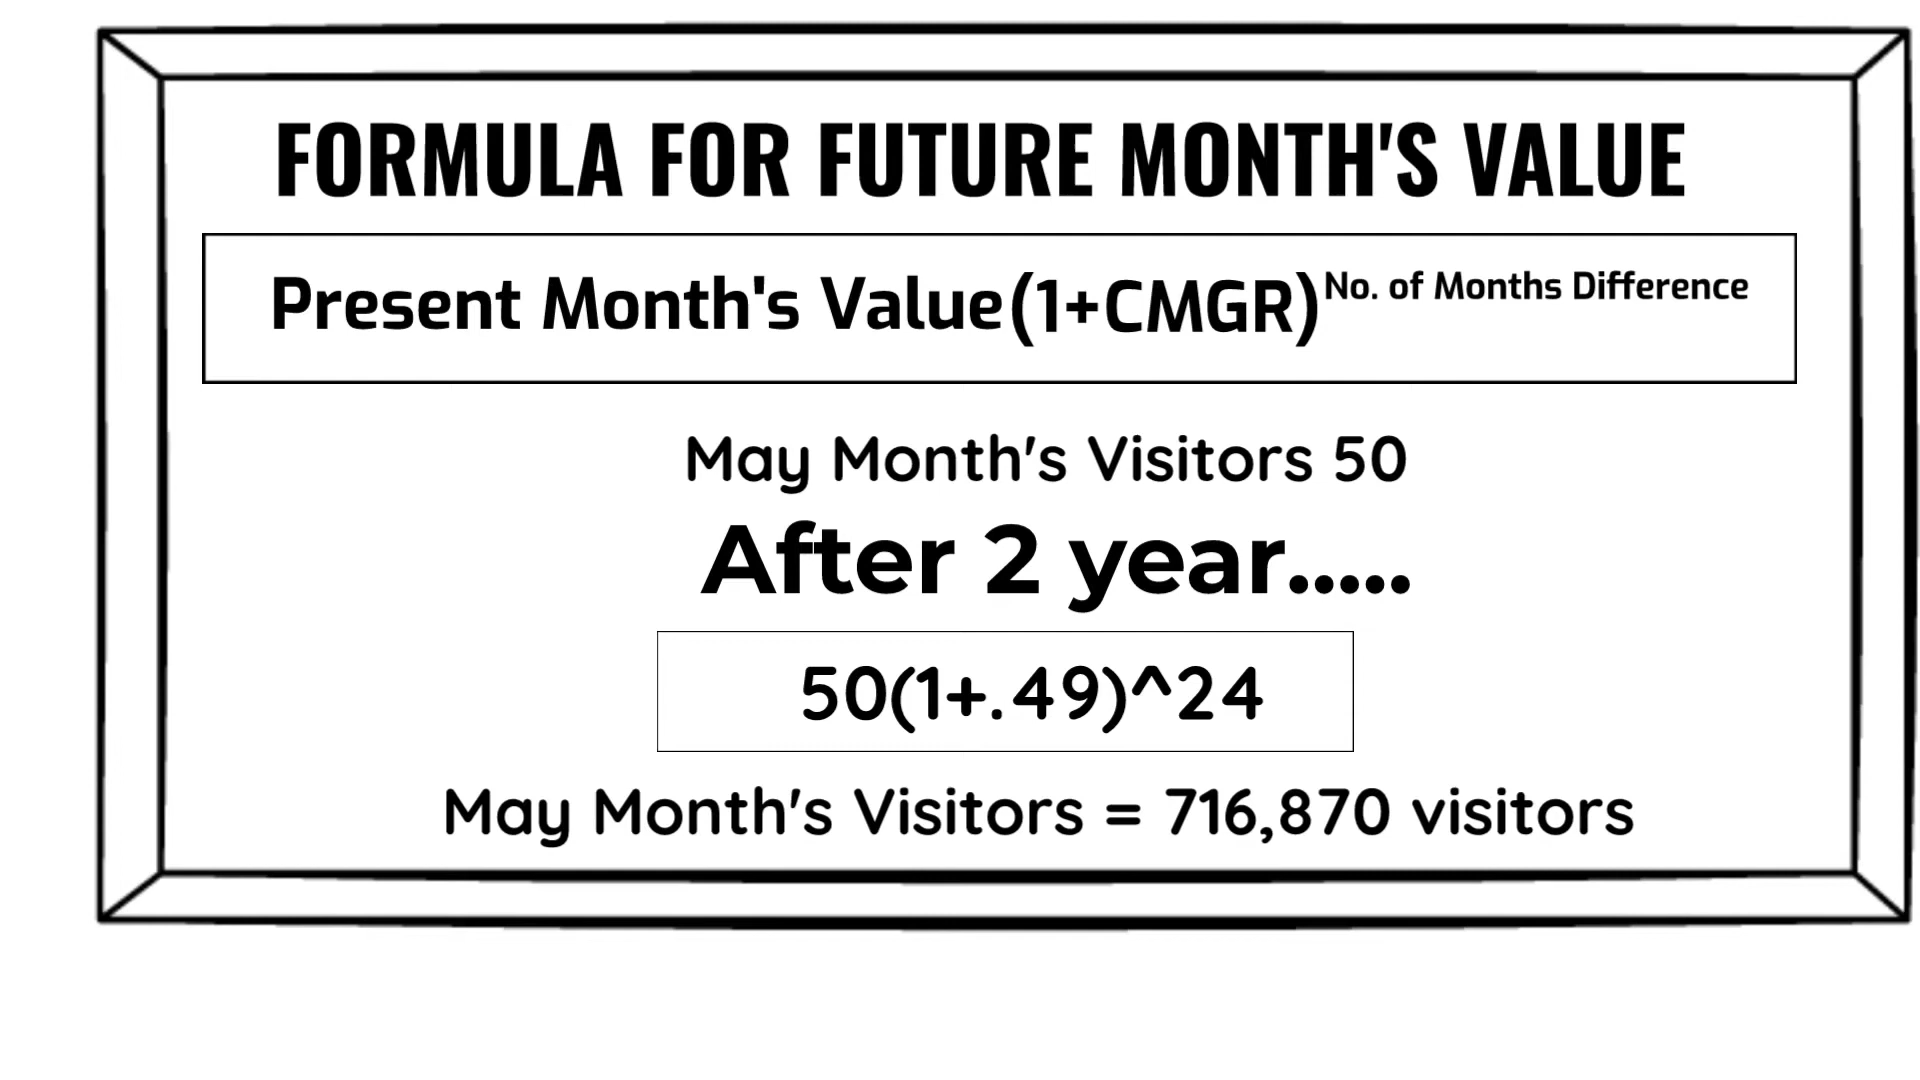 FORMULA FOR FUTURE MONTH'S VALUE
Present Month's Value(1+CMGR)^No. of Months Difference
May Month's Visitors 50
After 2 year.....
50(1+.49)^24
May Month's Visitors = 716,870 visitors